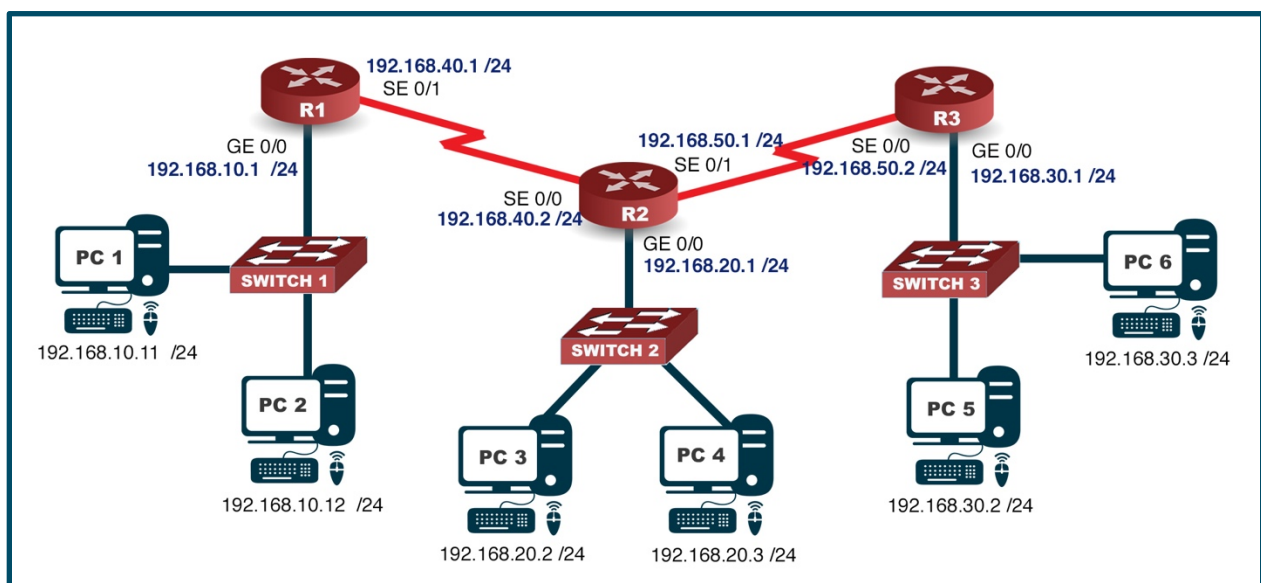 192.168.40.1 /24
SE 0/1
R1
GE 0/0
192.168.10.1 /24
PC 1
192.168.10.11 /24
SWITCH 1
PC 2
192.168.10.12 /24
SE 0/0
192.168.40.2 /24
R2
192.168.50.1 /24
SE 0/1
GE 0/0
192.168.20.1 /24
SWITCH 2
PC 3
192.168.20.2 /24
PC 4
192.168.20.3 /24
R3
SE 0/0
192.168.50.2 /24
GE 0/0
192.168.30.1 /24
SWITCH 3
PC 6
192.168.30.3 /24
PC 5
192.168.30.2 /24